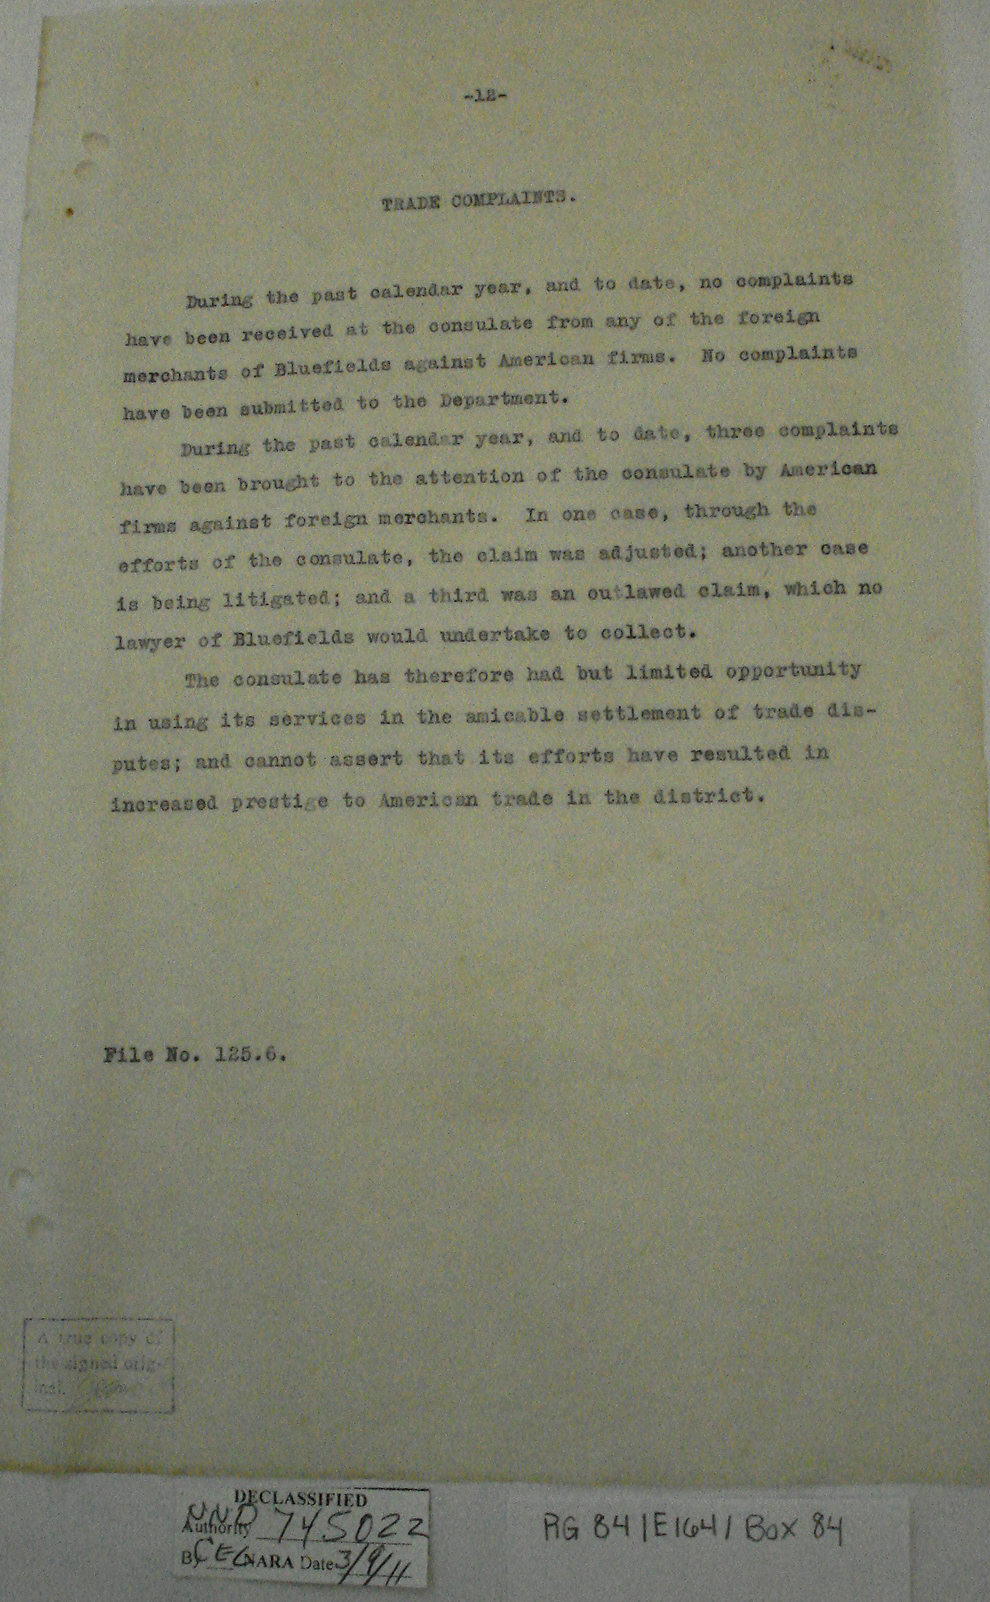 -12-
TRADE COMPLAINTS.
During the past calendar year, and to date, no complaints
have been received at the consulate from any of the foreign
merchants of Bluefields against American firms. No complaints
have been submitted to the Department.
During the past calendar year, and to date, three complaints
have been brought to the attention of the consulate by American
firms against foreign merchants. In one case, through the
efforts of the consulate, the claim was adjusted; another case
is being litigated; and a third was an outlawed claim, which no
lawyer of Bluefields would undertake to collect.
The consulate has therefore had but limited opportunity
in using its services in the amicable settlement of trade dis-
putes; and cannot assert that its efforts have resulted in
increased prestige to American trade in the district.
File No. 125.6.
A true copy of
the signed orig-
inal.
DECLASSIFIED
Authority NND 745022
By CEC NARA Date 3/9/11
RG 84 | E1641 Box 84